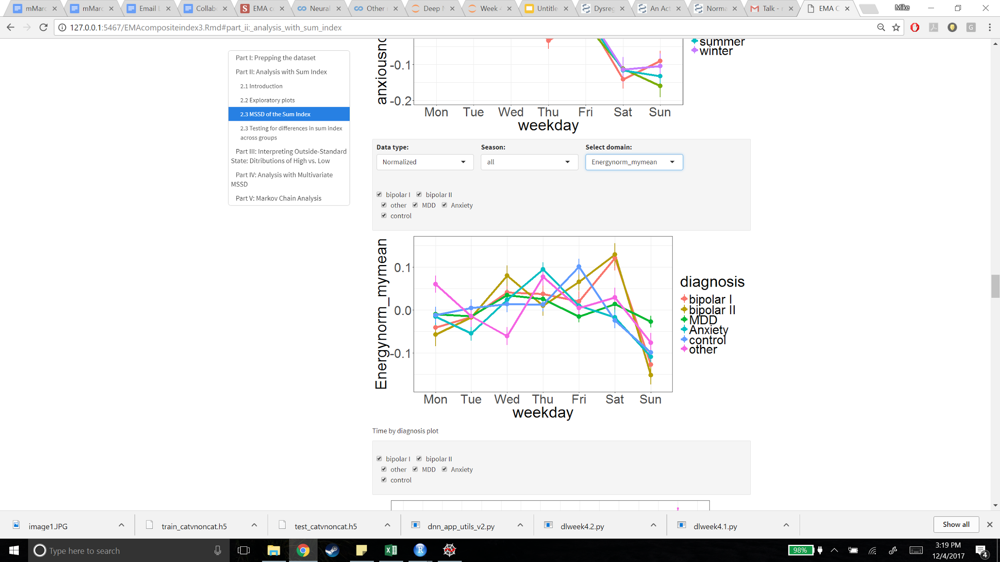 mMarc
mMarc
Email L
Collab
EMA co
Neural
Other
Deep N
Week 4
Untitle
Dysreg
An Act
Norma
Talk - r
EMA C
Mike
127.0.0.1:5467/EMAcompositeindex3.Rmd#part_ii:_analysis_with_sum_index
Part I: Prepping the dataset
Part II: Analysis with Sum Index
2.1 Introduction
2.2 Exploratory plots
2.3 MSSD of the Sum Index
2.3 Testing for differences in sum index
across groups
Part III: Interpreting Outside-Standard
State: Ditributions of High vs. Low
Part IV: Analysis with Multivariate
MSSD
Part V: Markov Chain Analysis
summer
winter
-0.1
-0.2
Mon Tue Wed Thu Fri Sat Sun
weekday
Data type: Season: Select domain:
Normalized all Energynorm_mymean
bipolar I bipolar II
other MDD Anxiety
control
Energynorm_mymean
0.1
0.0
-0.1
Mon Tue Wed Thu Fri Sat Sun
weekday
diagnosis
bipolar I
bipolar II
MDD
Anxiety
control
other
Time by diagnosis plot
bipolar I bipolar II
other MDD Anxiety
control
image1.JPG
train_catvnoncat.h5
test_catvnoncat.h5
dnn_app_utils_v2.py
dlweek4.2.py
dlweek4.1.py
Show all
Type here to search
98%
3:19 PM
12/4/2017
4